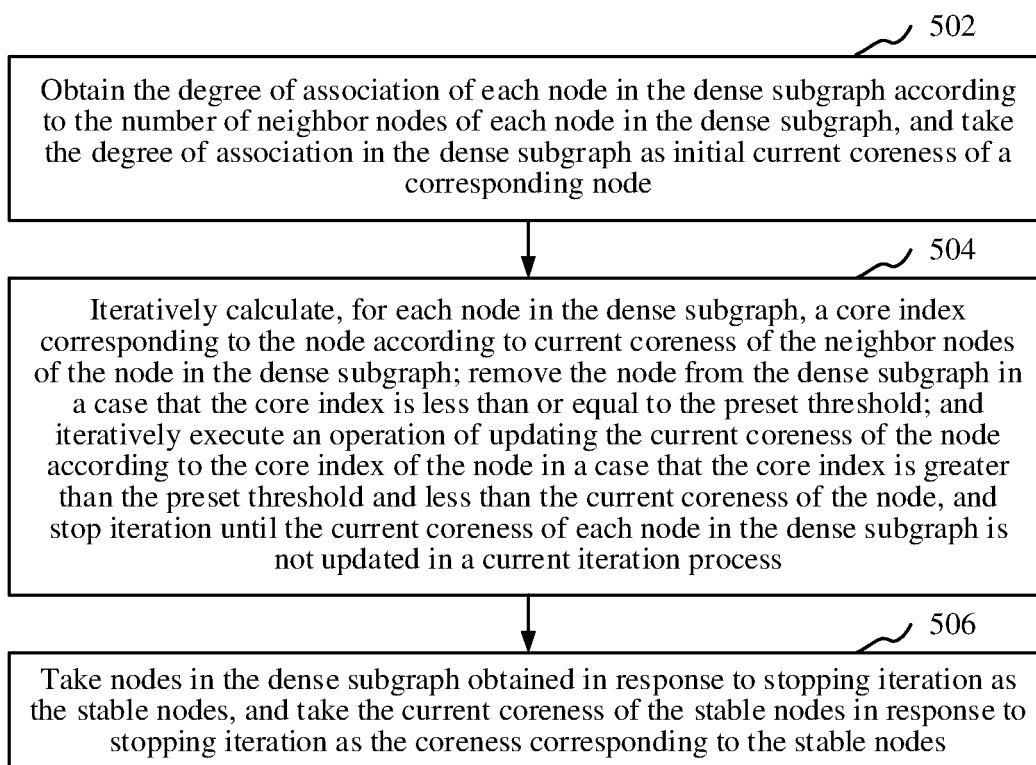 502
Obtain the degree of association of each node in the dense subgraph according
to the number of neighbor nodes of each node in the dense subgraph, and take
the degree of association in the dense subgraph as initial current coreness of a
corresponding node
504
Iteratively calculate, for each node in the dense subgraph, a core index
corresponding to the node according to current coreness of the neighbor nodes
of the node in the dense subgraph; remove the node from the dense subgraph in
a case that the core index is less than or equal to the preset threshold; and
iteratively execute an operation of updating the current coreness of the node
according to the core index of the node in a case that the core index is greater
than the preset threshold and less than the current coreness of the node, and
stop iteration until the current coreness of each node in the dense subgraph is
not updated in a current iteration process
506
Take nodes in the dense subgraph obtained in response to stopping iteration as
the stable nodes, and take the current coreness of the stable nodes in response to
stopping iteration as the coreness corresponding to the stable nodes